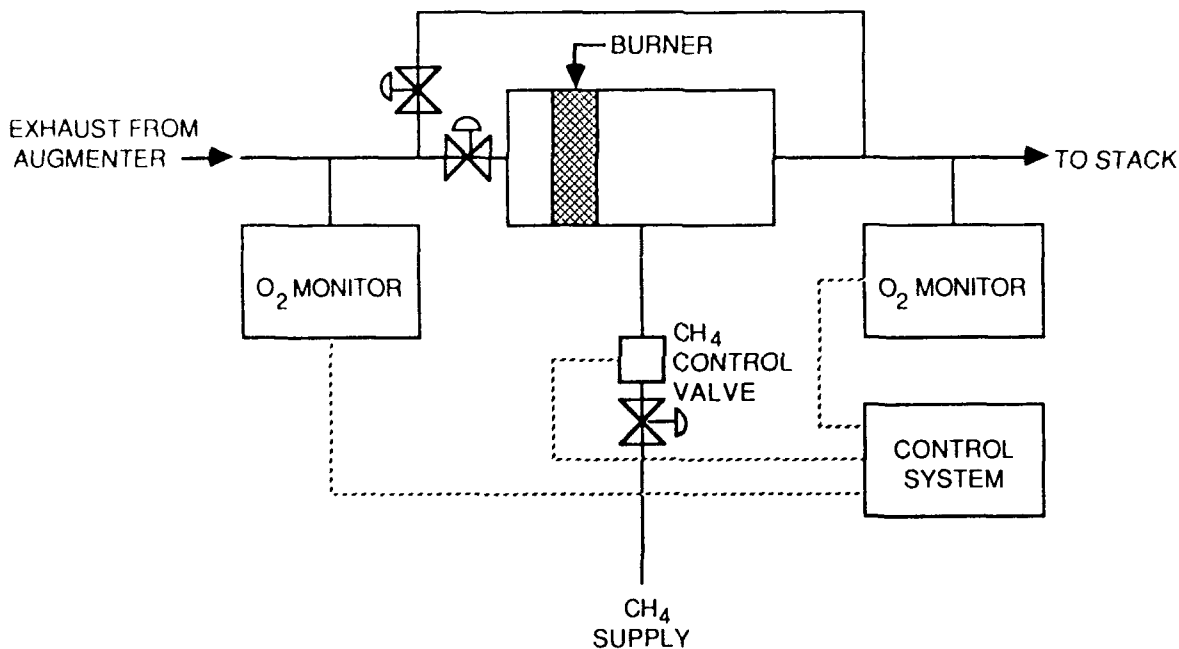 BURNER
EXHAUST FROM
AUGMENTER
TO STACK
O₂ MONITOR
O₂ MONITOR
CH₄
CONTROL
VALVE
CONTROL
SYSTEM
CH₄
SUPPLY